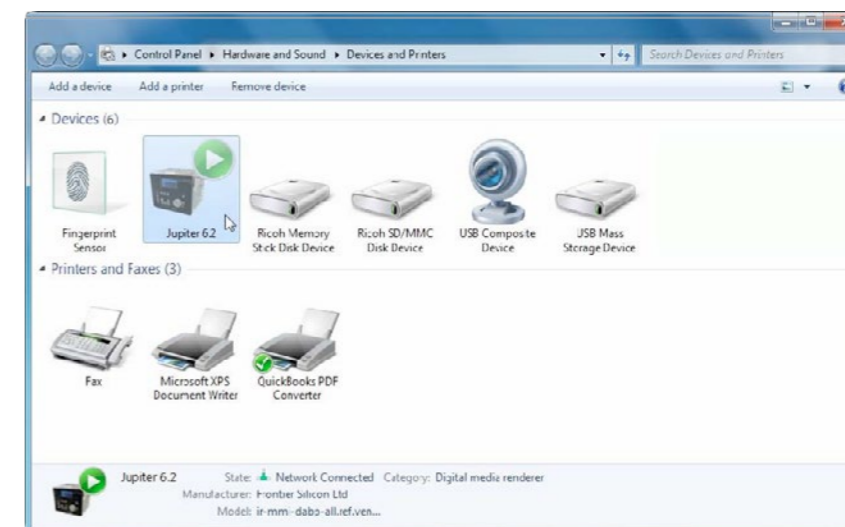 Control Panel ▸ Hardware and Sound ▸ Devices and Printers Search Devices and Printers
Add a device Add a printer Remove device
Devices (6)
Fingerprint Sensor
Jupiter 6.2
Ricoh Memory Stick Disk Device
Ricoh SD/MMC Disk Device
USB Composite Device
USB Mass Storage Device
Printers and Faxes (3)
Fax
Microsoft XPS Document Writer
QuickBooks PDF Converter
Jupiter 6.2 State: Network Connected Category: Digital media renderer
Manufacturer: Frontier Silicon Ltd
Model: